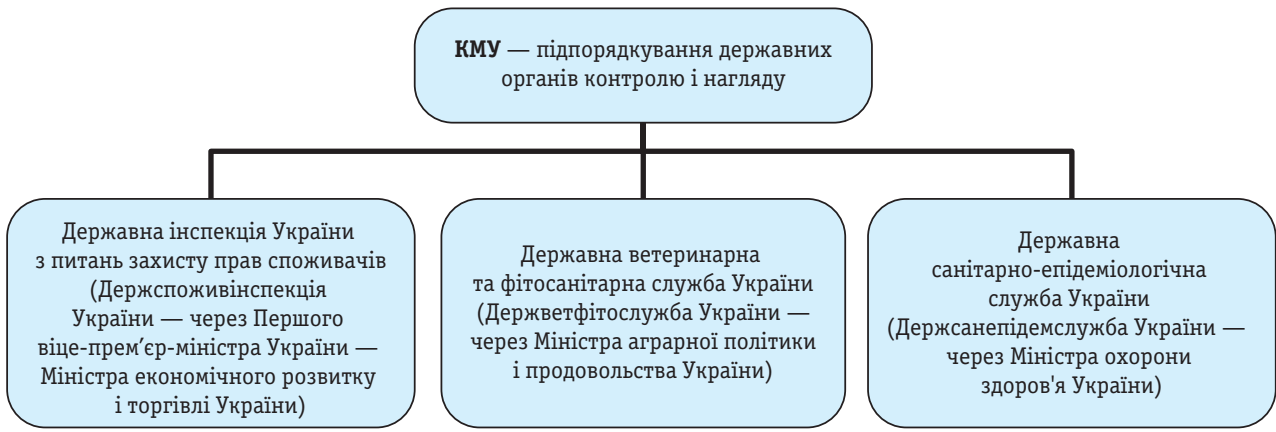 КМУ — підпорядкування державних
органів контролю і нагляду
Державна інспекція України
з питань захисту прав споживачів
(Держспоживінспекція
України — через Першого
віце-прем’єр-міністра України —
Міністра економічного розвитку
і торгівлі України)
Державна ветеринарна
та фітосанітарна служба України
(Держветфітослужба України —
через Міністра аграрної політики
і продовольства України)
Державна
санітарно-епідеміологічна
служба України
(Держсанепідемслужба України —
через Міністра охорони
здоров'я України)